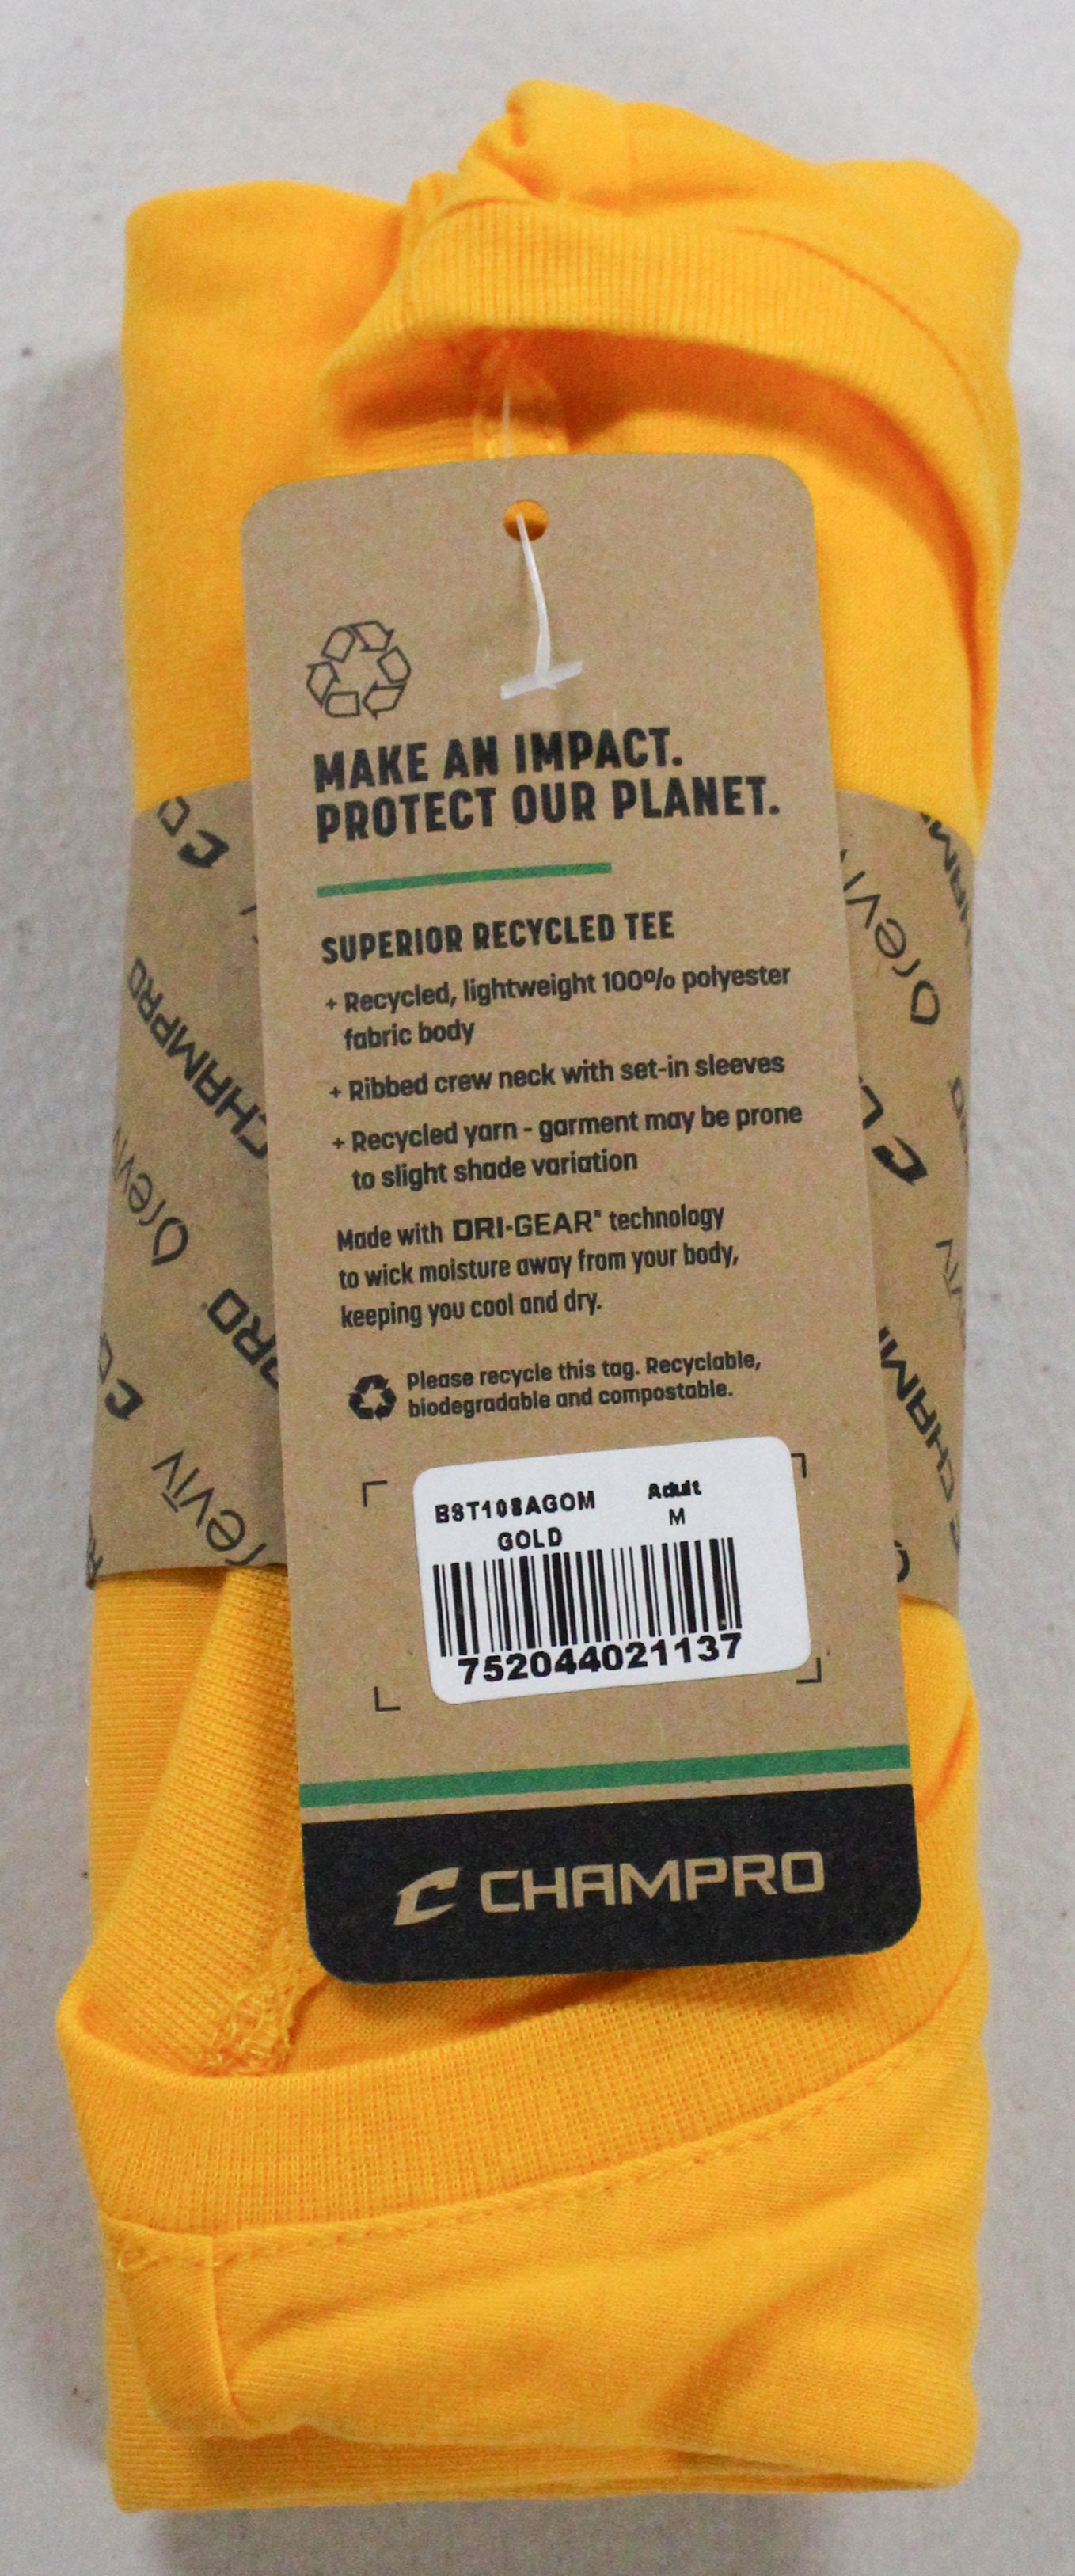 MAKE AN IMPACT.
PROTECT OUR PLANET.
SUPERIOR RECYCLED TEE
+ Recycled, lightweight 100% polyester
fabric body
+ Ribbed crew neck with set-in sleeves
+ Recycled yarn - garment may be prone
to slight shade variation
Made with DRI-GEAR® technology
to wick moisture away from your body,
keeping you cool and dry.
Please recycle this tag. Recyclable,
biodegradable and compostable.
BST108AGOM Adult
GOLD M
752044021137
CHAMPRO
CHAMPRO
reviv